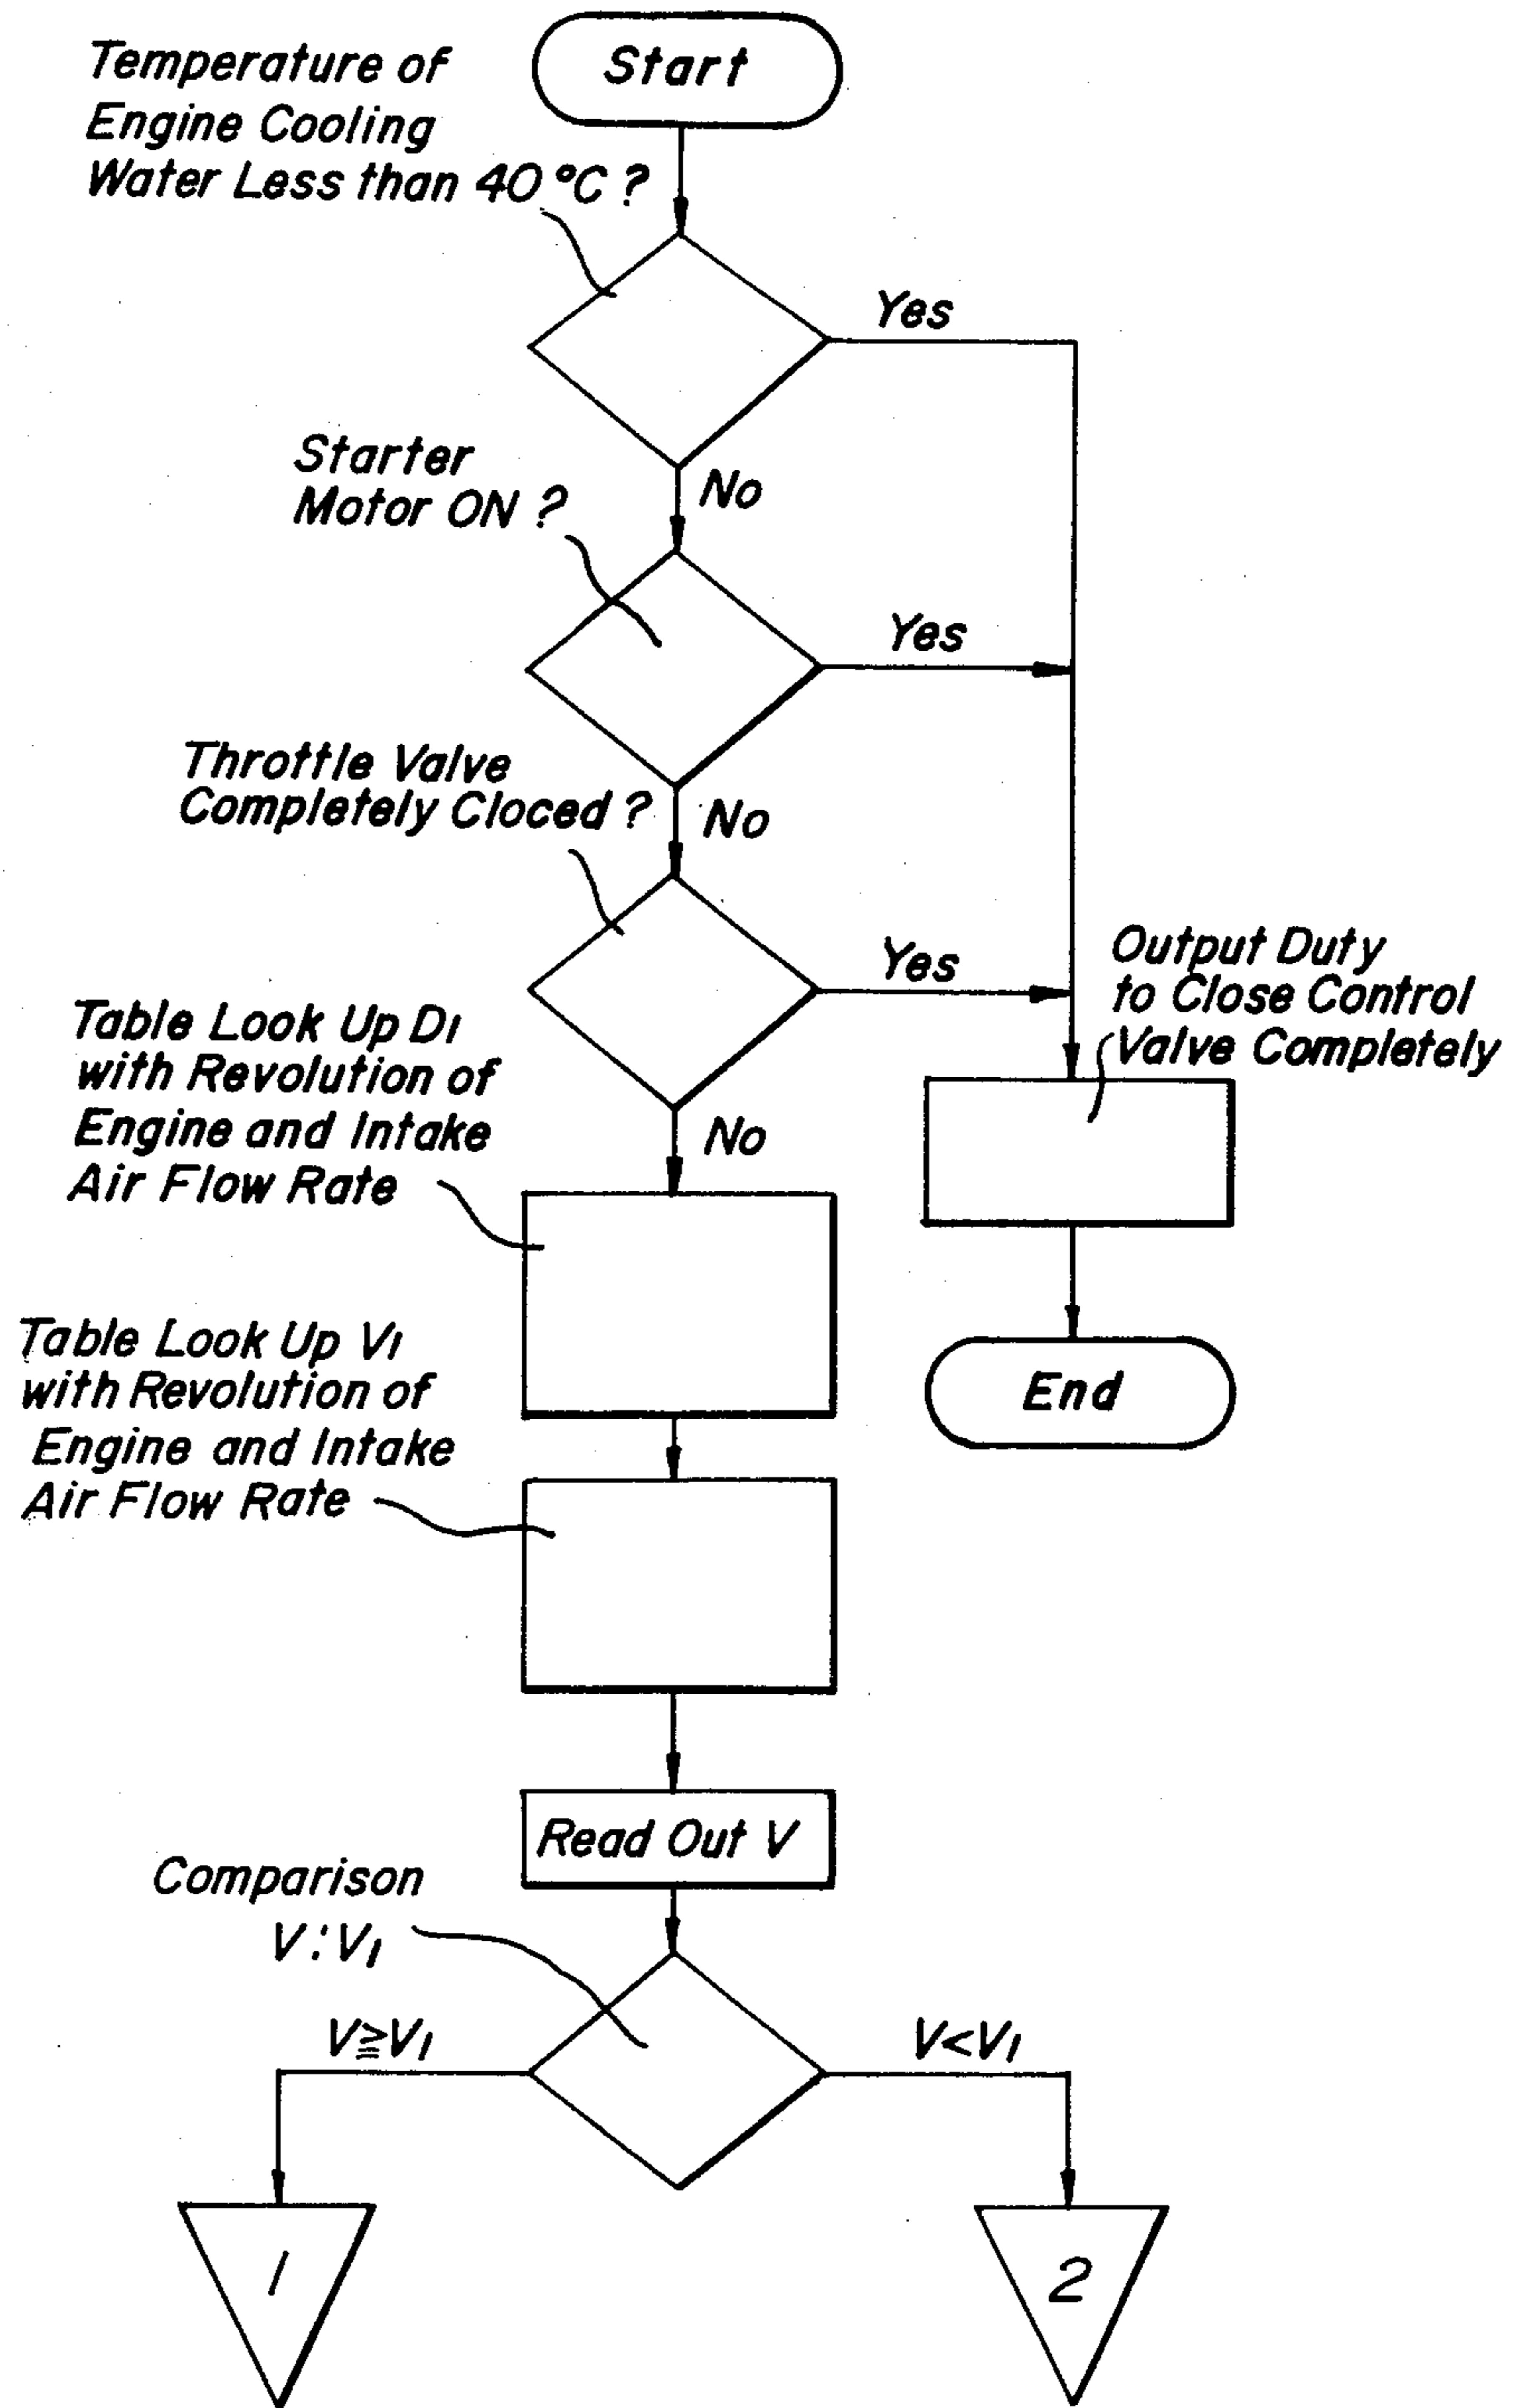 Start
Temperature of
Engine Cooling
Water Less than 40 °C ?
Yes
No
Starter
Motor ON ?
Yes
No
Throttle Valve
Completely Cloced ?
Yes
No
Output Duty
to Close Control
Valve Completely
Table Look Up D1
with Revolution of
Engine and Intake
Air Flow Rate
End
Table Look Up V1
with Revolution of
Engine and Intake
Air Flow Rate
Read Out V
Comparison
V:V1
V≧V1
V<V1
1
2